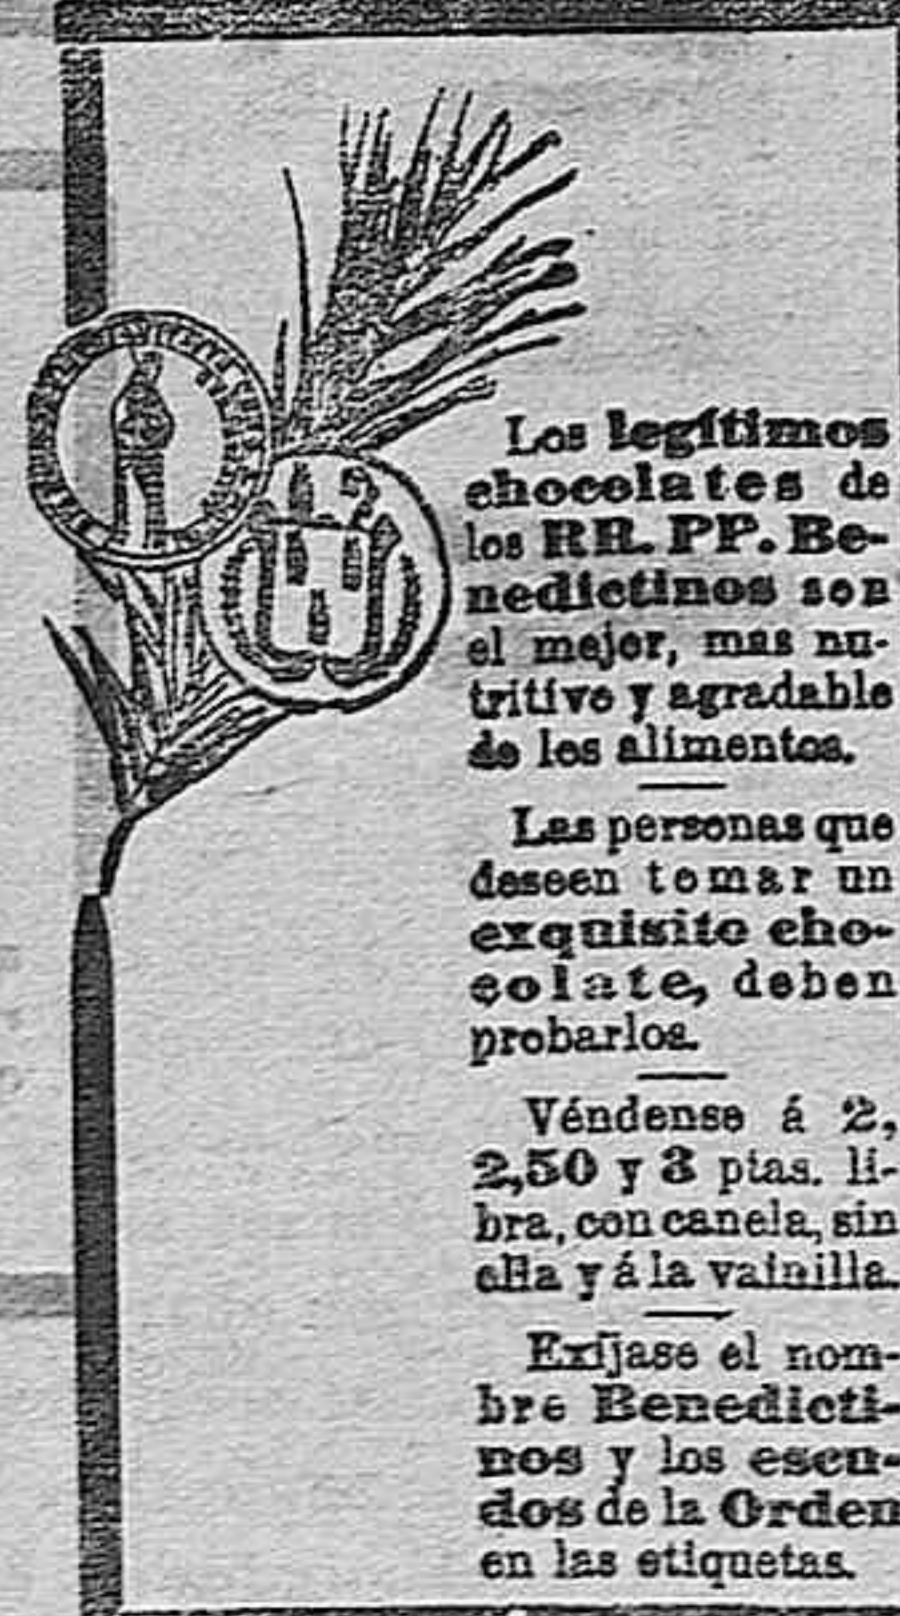 Los legítimos
chocolates de
los RR. PP. Be-
nedictinos son
el mejor, mas nu-
tritivo y agradable
de los alimentos.
Las personas que
deseen tomar un
exquisito cho-
colate, deben
probarlos.
Véndense á 2,
2,50 y 3 ptas. li-
bra, con canela, sin
ella y á la vainilla.
Exíjase el nom-
bre Benedicti-
nos y los escu-
dos de la Orden
en las etiquetas.